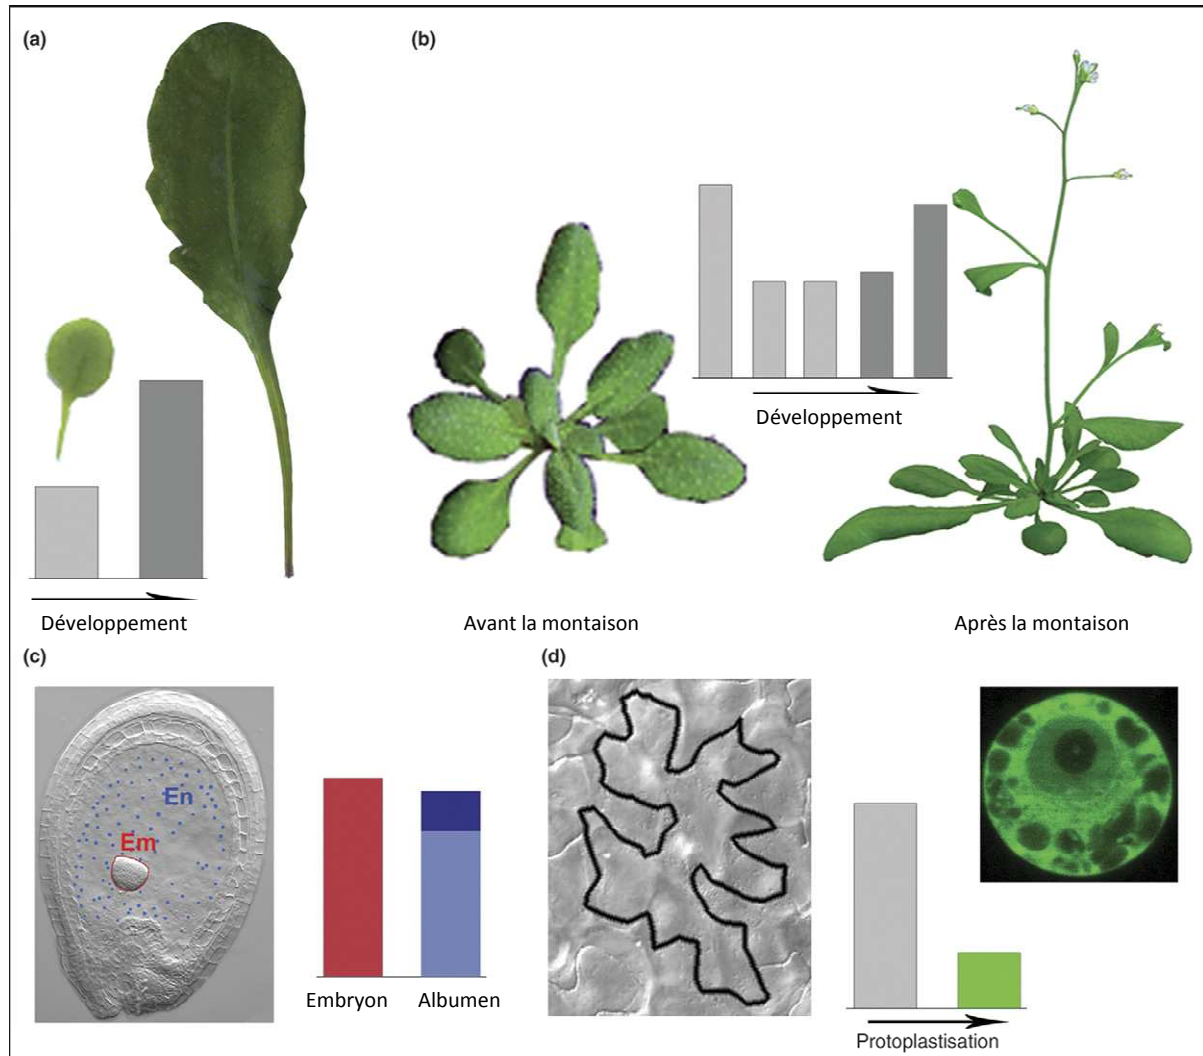 (a)
(b)
Développement
Développement
Avant la montaison
Après la montaison
(c)
(d)
En
Em
Embryon
Albumen
Protoplastisation